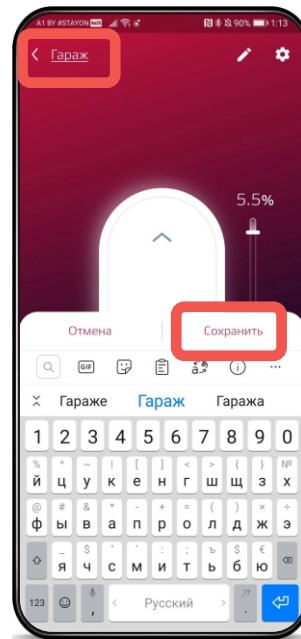 A1 BY #STAYON 90% 1:13
Гараж
5.5%
Отмена Сохранить
GIF
Гараже Гараж Гаража
1 2 3 4 5 6 7 8 9 0
% ^ ~ | [ ] < > { } №
й ц у к е н г ш щ з х
@ # & * - + = ( ) × э
ф ы в а п р о л д ж э
_ $ " ' : ; ъ $ €
я ч с м и т ь б ю
123 , < Русский > . !?